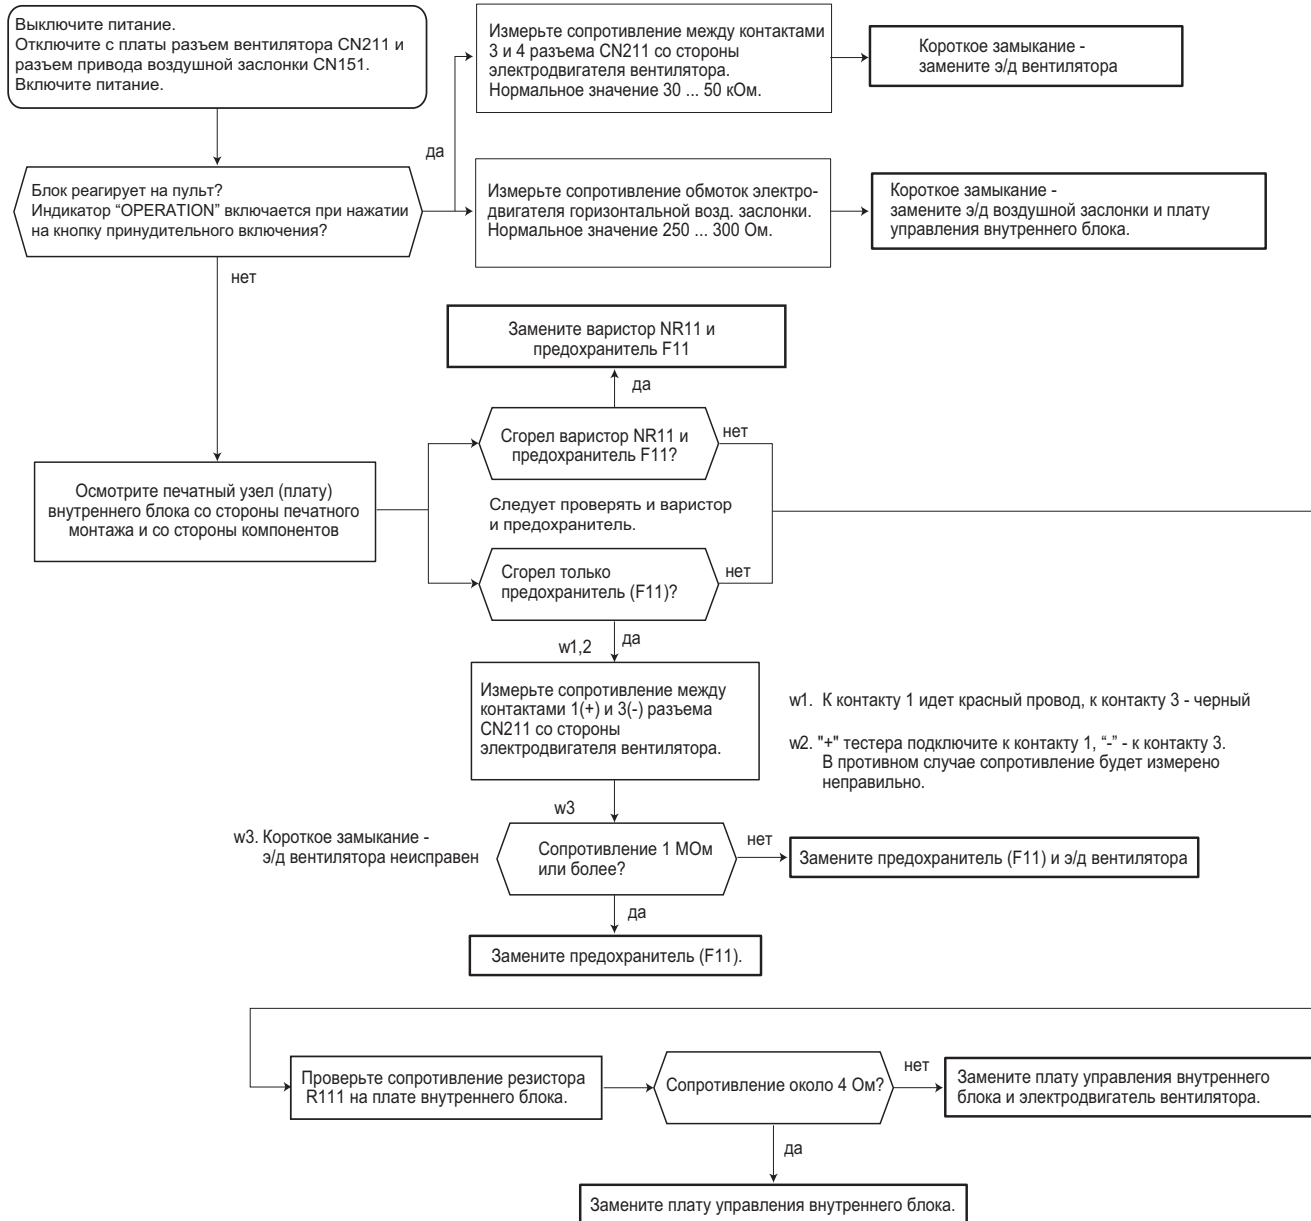 Выключите питание.
Отключите с платы разъем вентилятора CN211 и
разъем привода воздушной заслонки CN151.
Включите питание.
Измерьте сопротивление между контактами
3 и 4 разъема CN211 со стороны
электродвигателя вентилятора.
Нормальное значение 30 ... 50 кОм.
Короткое замыкание -
замените э/д вентилятора
да
Блок реагирует на пульт?
Индикатор “OPERATION” включается при нажатии
на кнопку принудительного включения?
Измерьте сопротивление обмоток электро-
двигателя горизонтальной возд. заслонки.
Нормальное значение 250 ... 300 Ом.
Короткое замыкание -
замените э/д воздушной заслонки и плату
управления внутреннего блока.
нет
Замените варистор NR11 и
предохранитель F11
да
Сгорел варистор NR11 и
предохранитель F11?
нет
Осмотрите печатный узел (плату)
внутреннего блока со стороны печатного
монтажа и со стороны компонентов
Следует проверять и варистор
и предохранитель.
Сгорел только
предохранитель (F11)?
нет
да
w1,2
Измерьте сопротивление между
контактами 1(+) и 3(-) разъема
CN211 со стороны
электродвигателя вентилятора.
w1. К контакту 1 идет красный провод, к контакту 3 - черный
w2. "+" тестера подключите к контакту 1, “-” - к контакту 3.
В противном случае сопротивление будет измерено
неправильно.
w3
w3. Короткое замыкание -
э/д вентилятора неисправен
Сопротивление 1 МОм
или более?
нет
Замените предохранитель (F11) и э/д вентилятора
да
Замените предохранитель (F11).
Проверьте сопротивление резистора
R111 на плате внутреннего блока.
Сопротивление около 4 Ом?
нет
Замените плату управления внутреннего
блока и электродвигатель вентилятора.
да
Замените плату управления внутреннего блока.